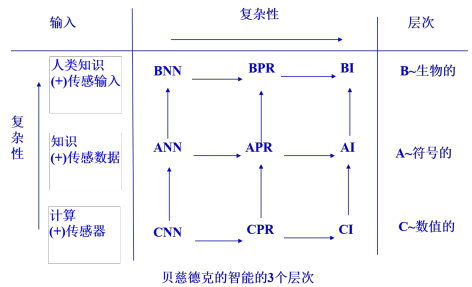 复杂性
输入
层次
人类知识
(+)传感输入
BNN
BPR
BI
B~生物的
复杂性
知识
(+)传感数据
ANN
APR
AI
A~符号的
计算
(+)传感器
CNN
CPR
CI
C~数值的
贝慈德克的智能的3个层次